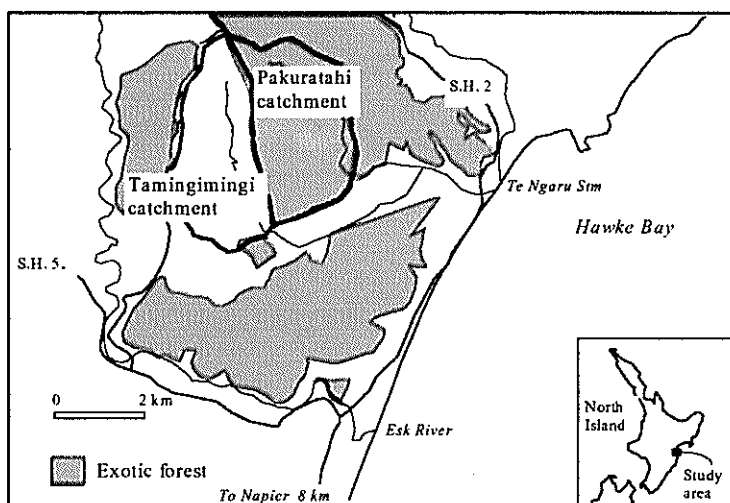 Pakuratahi
catchment
S.H. 2
Tamingimingi
catchment
Te Ngaru Stm
Hawke Bay
S.H. 5.
0 2 km
North
Island
Esk River
Study
area
Exotic forest
To Napier 8 km